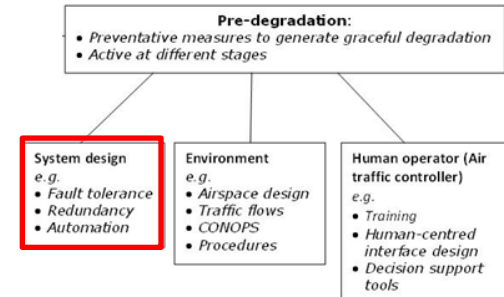 Pre-degradation:
• Preventative measures to generate graceful degradation
• Active at different stages
System design
e.g.
• Fault tolerance
• Redundancy
• Automation
Environment
e.g.
• Airspace design
• Traffic flows
• CONOPS
• Procedures
Human operator (Air
traffic controller)
e.g.
• Training
• Human-centred
interface design
• Decision support
tools